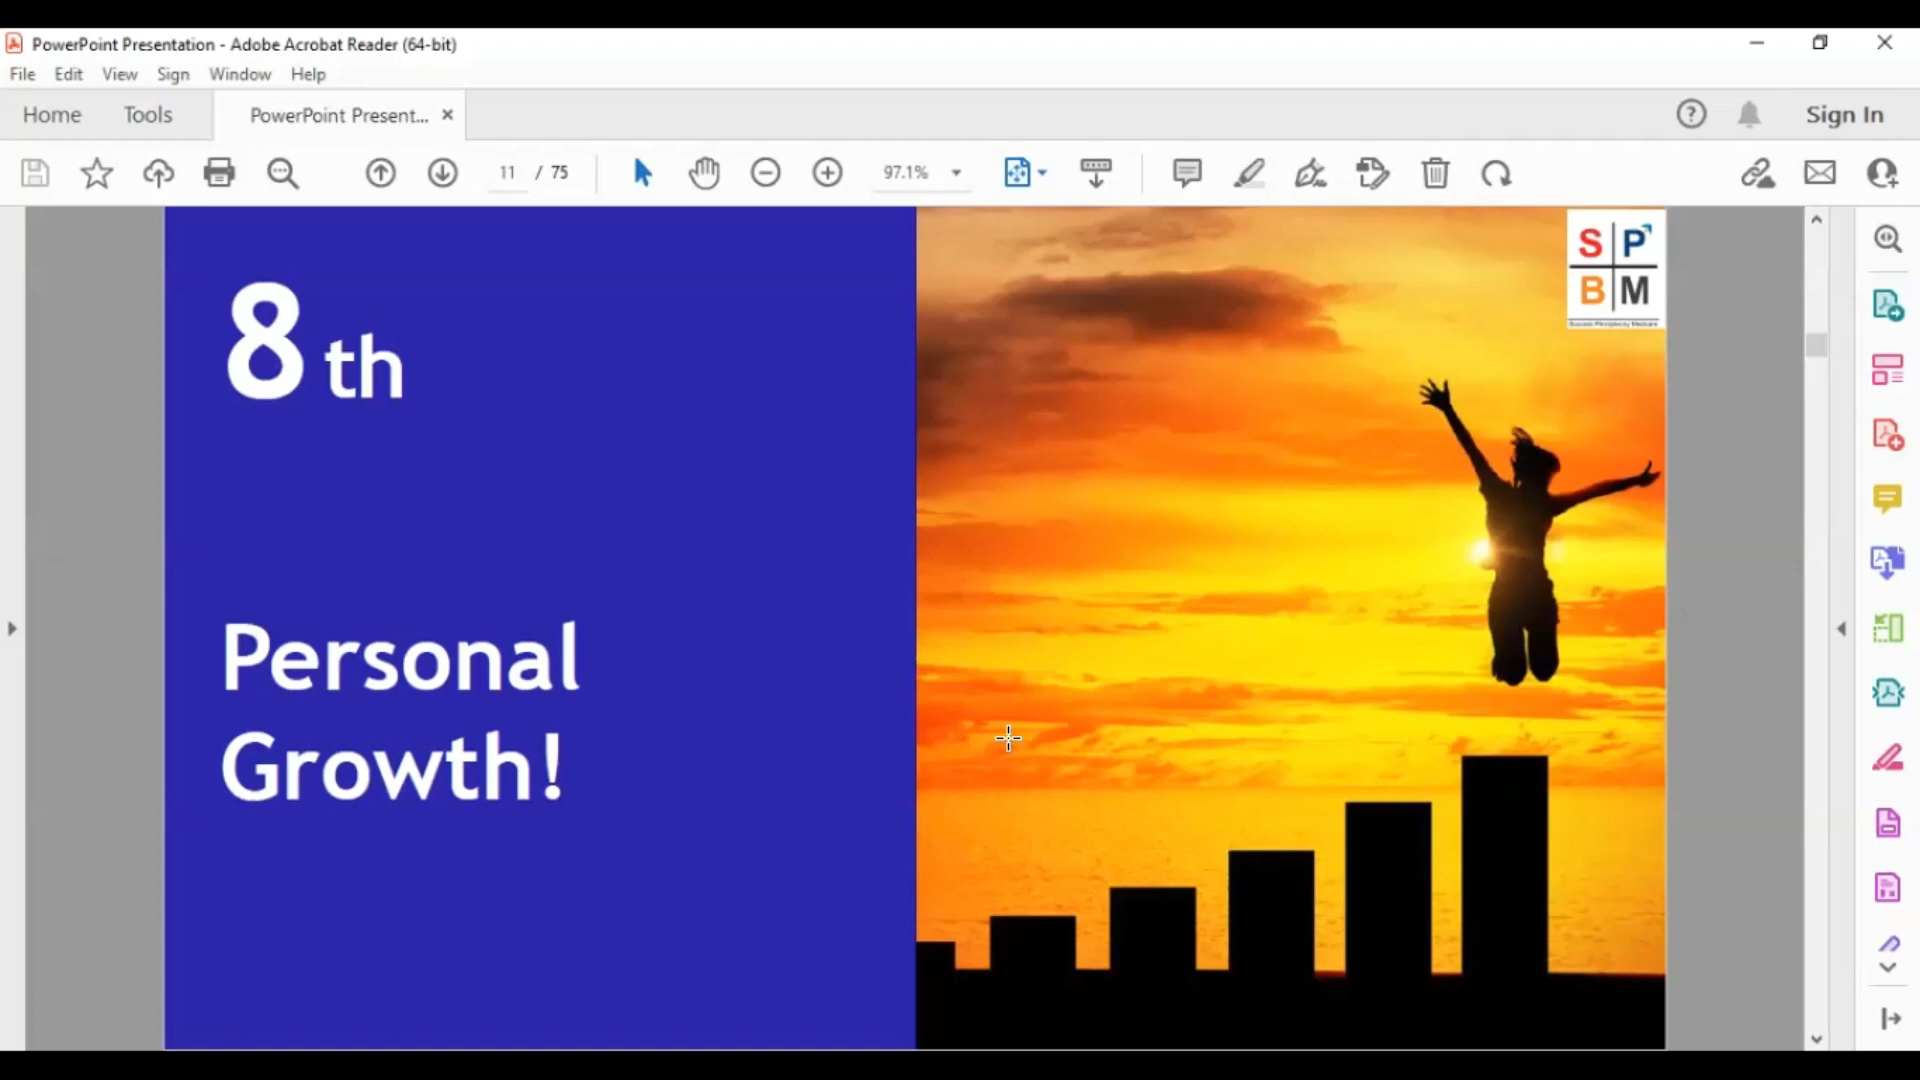 PowerPoint Presentation - Adobe Acrobat Reader (64-bit)
File Edit View Sign Window Help
Home Tools PowerPoint Present... Sign In
11 / 75 97.1%
S P
B M
8 th
Personal
Growth!